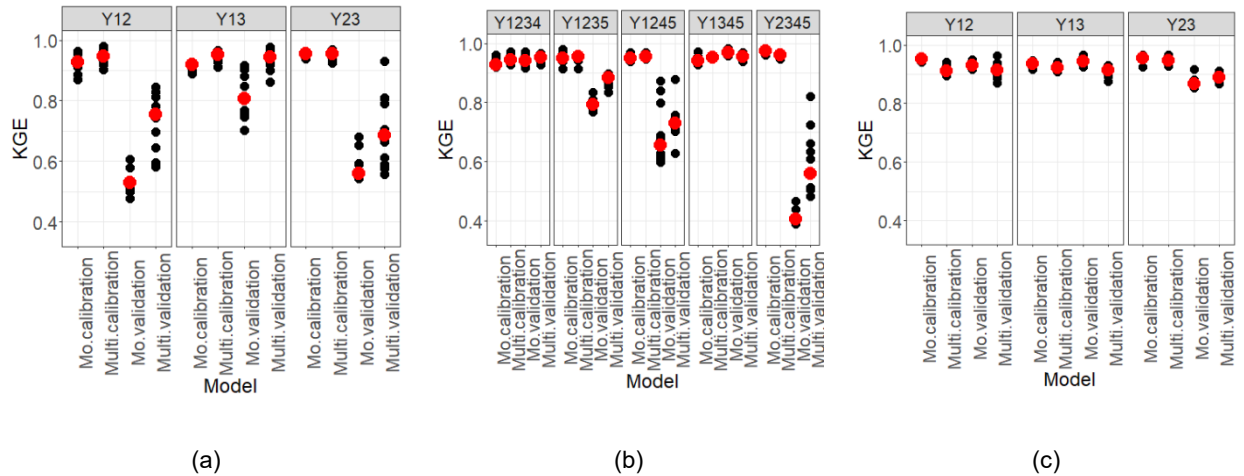 Y12 Y13 Y23
1.0
0.8
0.6
0.4
KGE
Mo.calibration
Multi.calibration
Mo.validation
Multi.validation
Mo.calibration
Multi.calibration
Mo.validation
Multi.validation
Mo.calibration
Multi.calibration
Mo.validation
Multi.validation
Model
(a)
Y1234 Y1235 Y1245 Y1345 Y2345
1.0
0.8
0.6
0.4
KGE
Mo.calibration
Multi.calibration
Mo.validation
Multi.validation
Mo.calibration
Multi.calibration
Mo.validation
Multi.validation
Mo.calibration
Multi.calibration
Mo.validation
Multi.validation
Mo.calibration
Multi.calibration
Mo.validation
Multi.validation
Mo.calibration
Multi.calibration
Mo.validation
Multi.validation
Model
(b)
Y12 Y13 Y23
1.0
0.8
0.6
0.4
KGE
Mo.calibration
Multi.calibration
Mo.validation
Multi.validation
Mo.calibration
Multi.calibration
Mo.validation
Multi.validation
Mo.calibration
Multi.calibration
Mo.validation
Multi.validation
Model
(c)